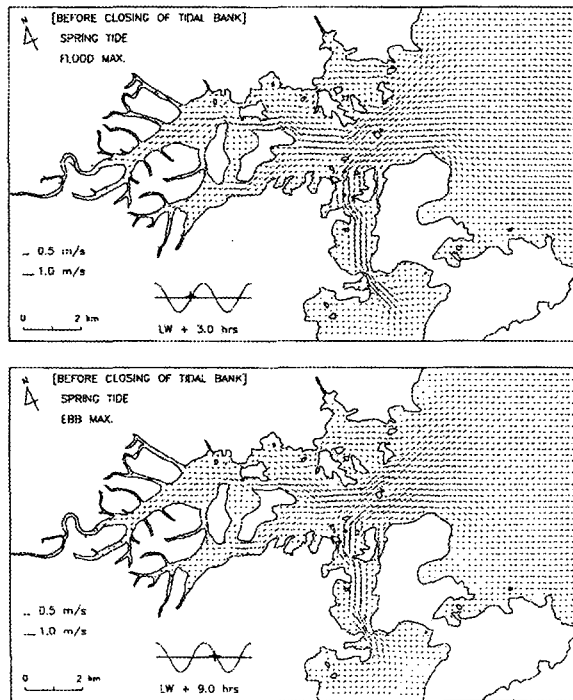 N
[BEFORE CLOSING OF TIDAL BANK]
SPRING TIDE
FLOOD MAX.
0.5 m/s
1.0 m/s
0 2 km
LW + 3.0 hrs
N
[BEFORE CLOSING OF TIDAL BANK]
SPRING TIDE
EBB MAX.
0.5 m/s
1.0 m/s
0 2 km
LW + 9.0 hrs